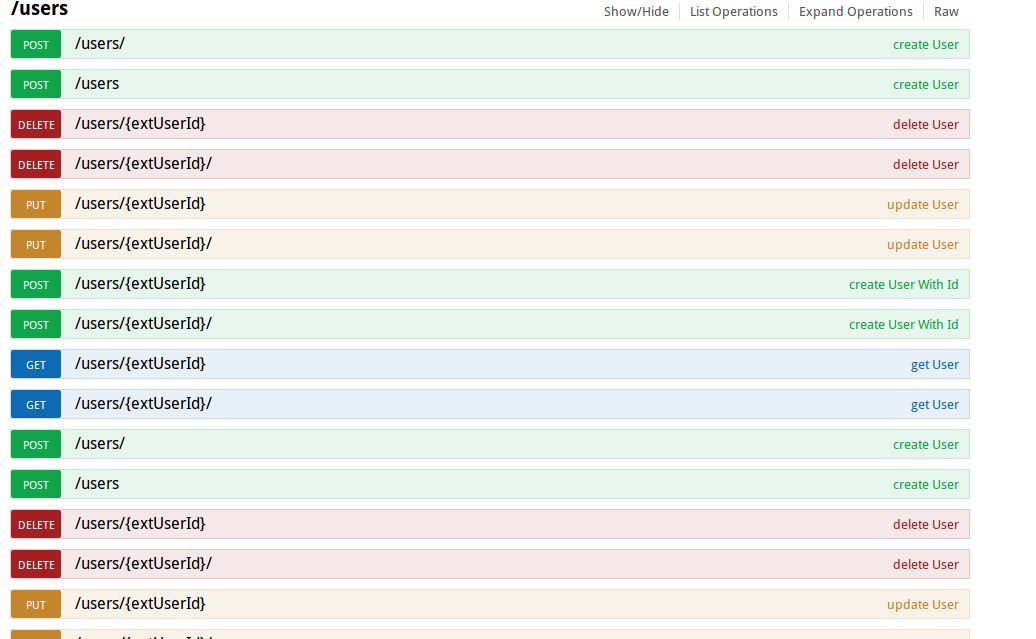 /users Show/Hide List Operations Expand Operations Raw
POST /users/ create User
POST /users create User
DELETE /users/{extUserId} delete User
DELETE /users/{extUserId}/ delete User
PUT /users/{extUserId} update User
PUT /users/{extUserId}/ update User
POST /users/{extUserId} create User With Id
POST /users/{extUserId}/ create User With Id
GET /users/{extUserId} get User
GET /users/{extUserId}/ get User
POST /users/ create User
POST /users create User
DELETE /users/{extUserId} delete User
DELETE /users/{extUserId}/ delete User
PUT /users/{extUserId} update User